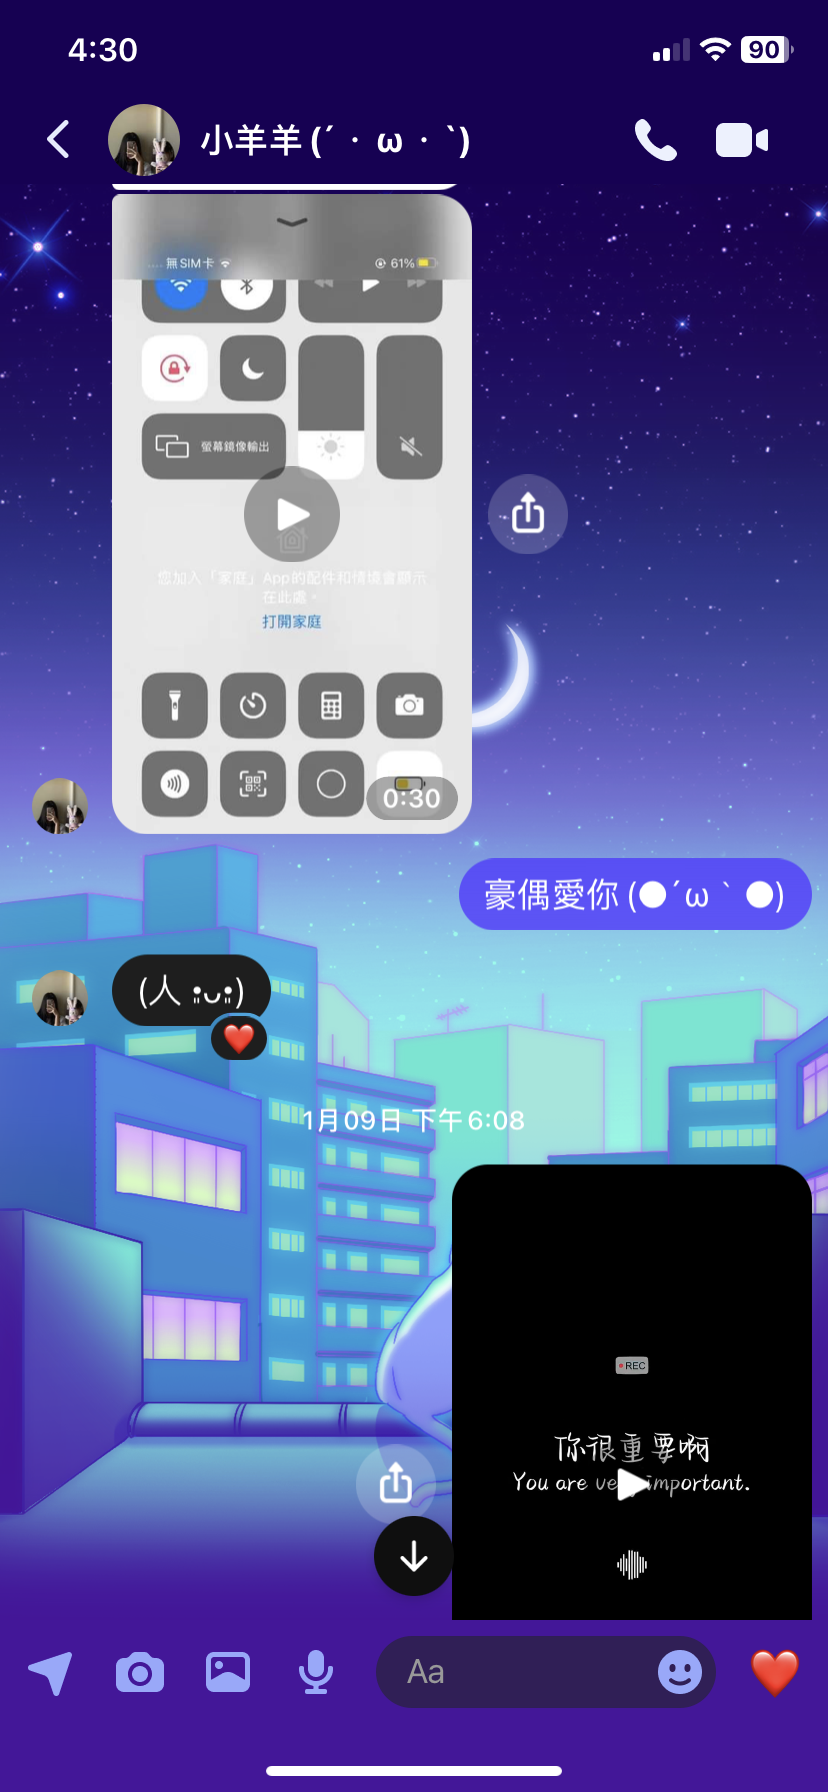 4:30
90
小羊羊 (´・ω・`)
無SIM卡
61%
螢幕鏡像輸出
您加入「家庭」App的配件和情境會顯示
在此處。
打開家庭
0:30
豪偶愛你 (●´ω｀●)
(人 ;ᴗ;)
1月09日 下午6:08
REC
你很重要啊
You are very important.
Aa